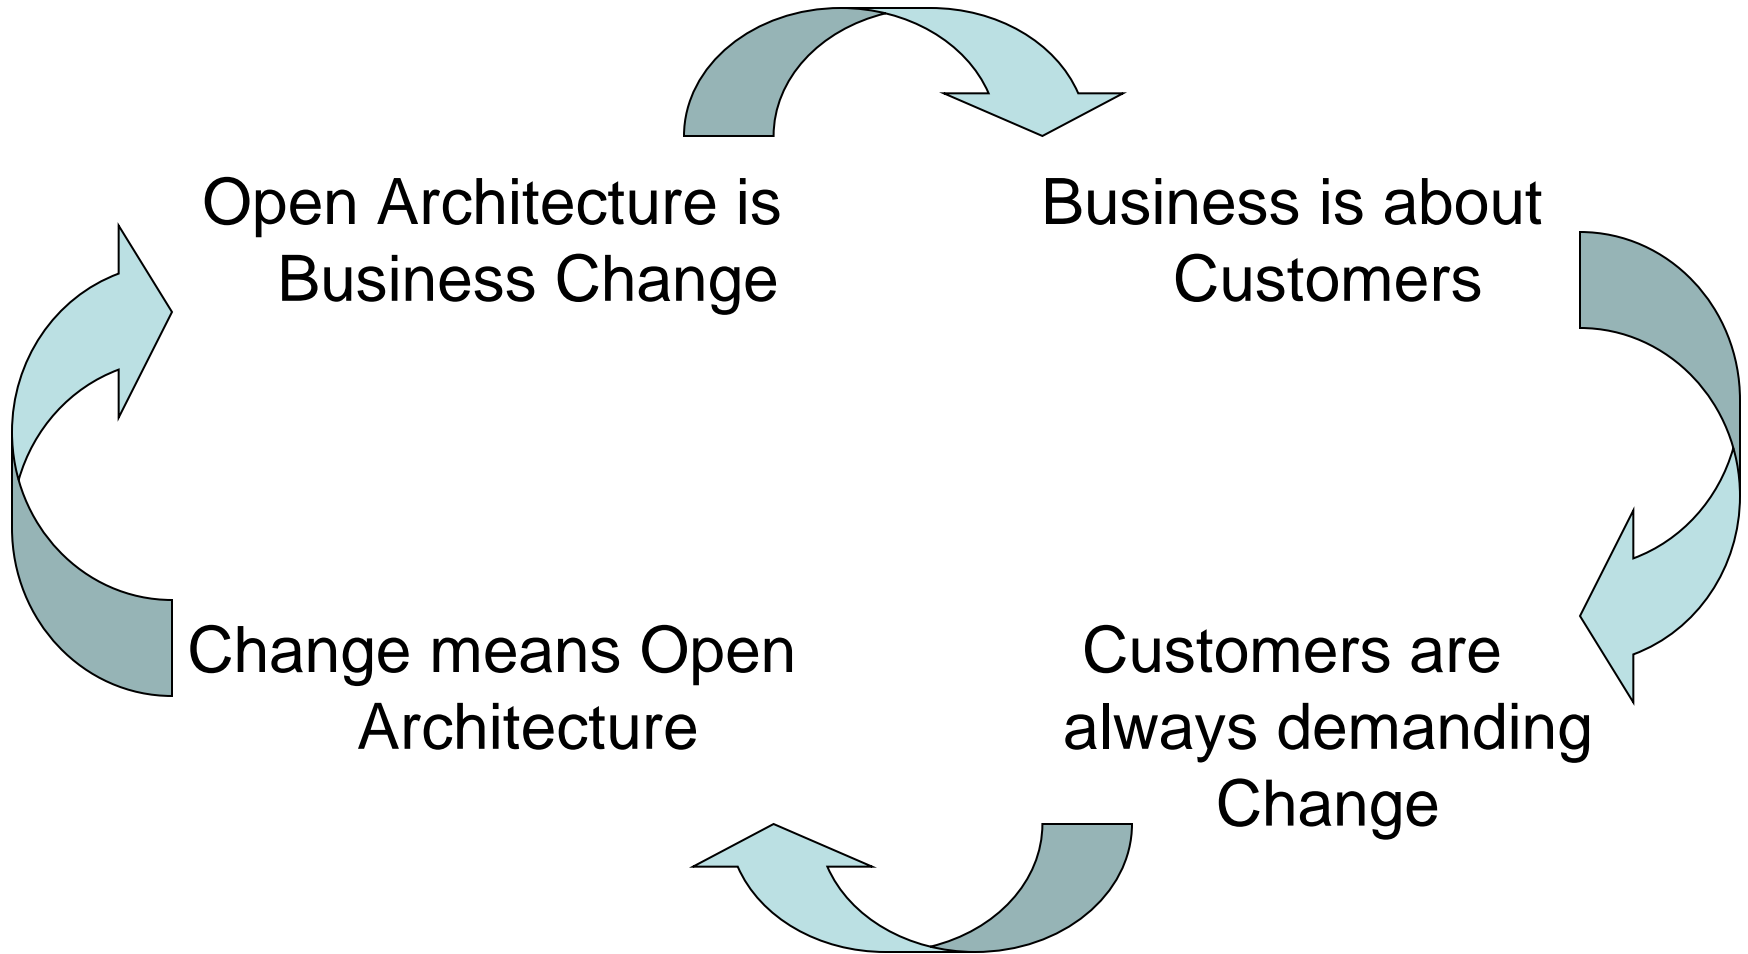 Open Architecture is
Business Change
Business is about
Customers
Customers are
always demanding
Change
Change means Open
Architecture